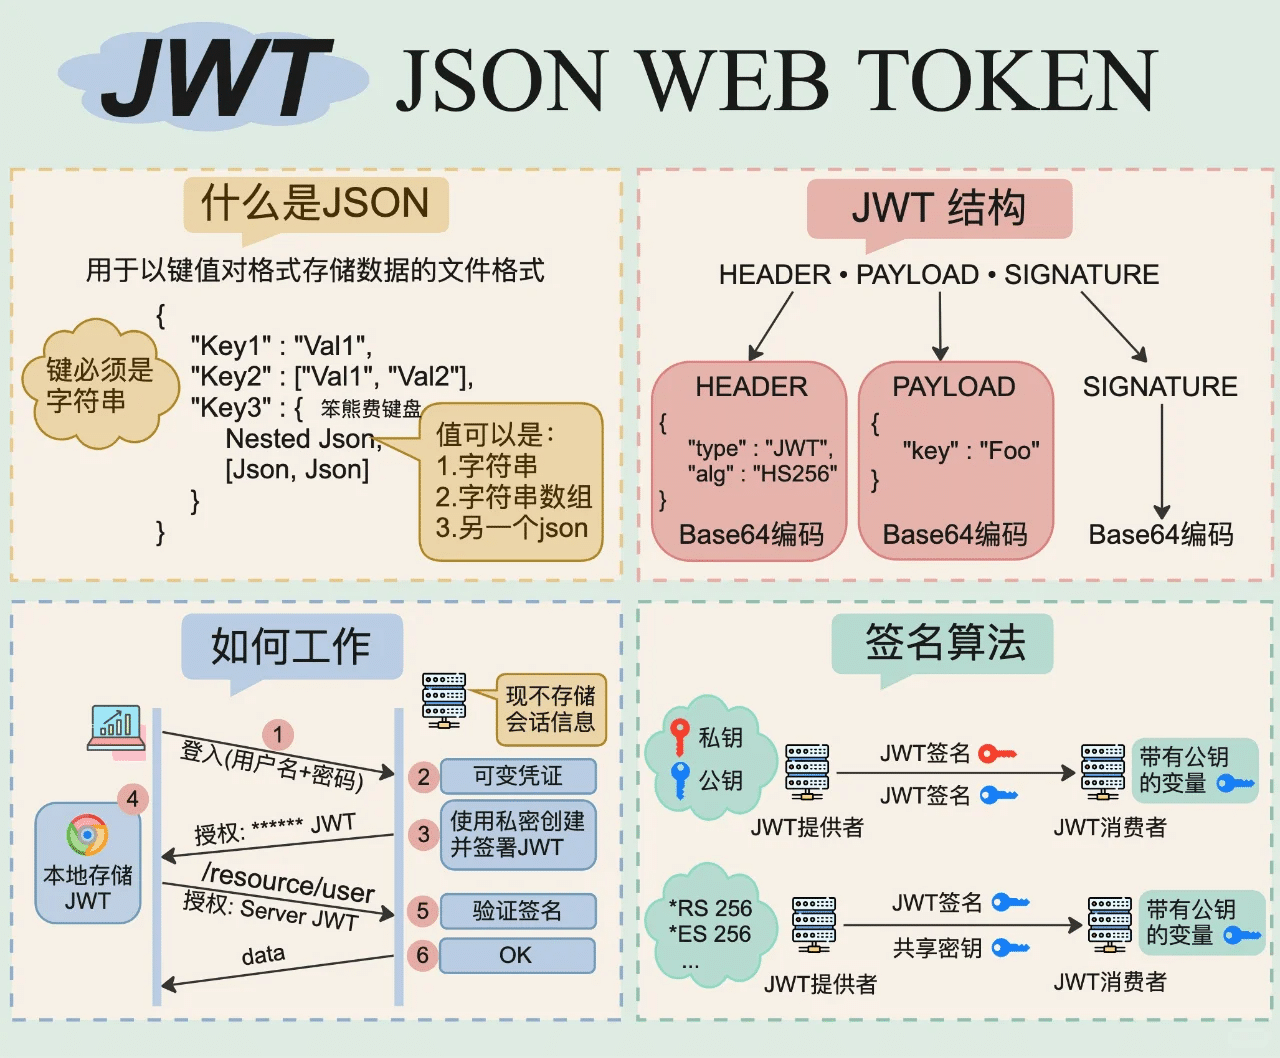 JWT JSON WEB TOKEN
什么是JSON
用于以键值对格式存储数据的文件格式
键必须是
字符串
{
"Key1" : "Val1",
"Key2" : ["Val1", "Val2"],
"Key3" : { 笨熊费键盘
Nested Json,
[Json, Json]
}
}
值可以是:
1.字符串
2.字符串数组
3.另一个json
JWT 结构
HEADER • PAYLOAD • SIGNATURE
HEADER
{
"type" : "JWT",
"alg" : "HS256"
}
Base64编码
PAYLOAD
{
"key" : "Foo"
}
Base64编码
SIGNATURE
Base64编码
如何工作
现不存储
会话信息
1
登入(用户名+密码)
2
可变凭证
4
本地存储
JWT
授权: ****** JWT
3
使用私密创建
并签署JWT
/resource/user
授权: Server JWT
5
验证签名
data
6
OK
签名算法
私钥
公钥
JWT提供者
JWT签名
JWT签名
JWT消费者
带有公钥
的变量
*RS 256
*ES 256
...
JWT提供者
JWT签名
共享密钥
JWT消费者
带有公钥
的变量